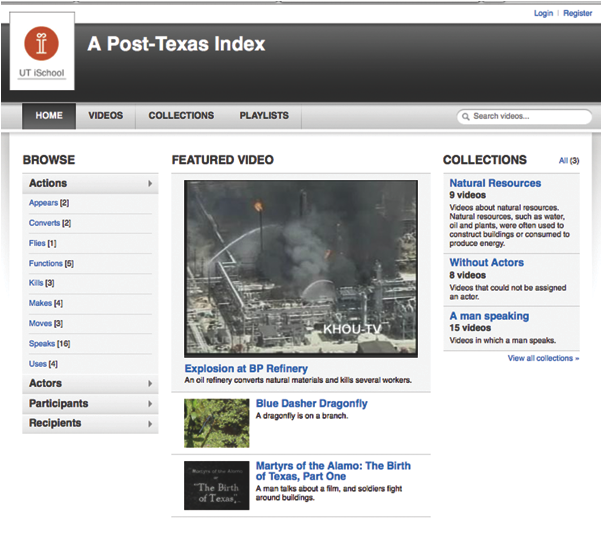 Login | Register
UT iSchool
A Post-Texas Index
HOME VIDEOS COLLECTIONS PLAYLISTS Search videos...
BROWSE
Actions
Appears [2]
Converts [2]
Flies [1]
Functions [5]
Kills [3]
Makes [4]
Moves [3]
Speaks [16]
Uses [4]
Actors
Participants
Recipients
FEATURED VIDEO
KHOU-TV
Explosion at BP Refinery
An oil refinery converts natural materials and kills several workers.
Blue Dasher Dragonfly
A dragonfly is on a branch.
Martyrs of the Alamo
"The Birth
of Texas,"
Martyrs of the Alamo: The Birth
of Texas, Part One
A man talks about a film, and soldiers fight
around buildings.
COLLECTIONS All (3)
Natural Resources
9 videos
Videos about natural resources.
Natural resources, such as water,
oil and plants, were often used to
construct buildings or consumed to
produce energy.
Without Actors
8 videos
Videos that could not be assigned
an actor.
A man speaking
15 videos
Videos in which a man speaks.
View all collections »